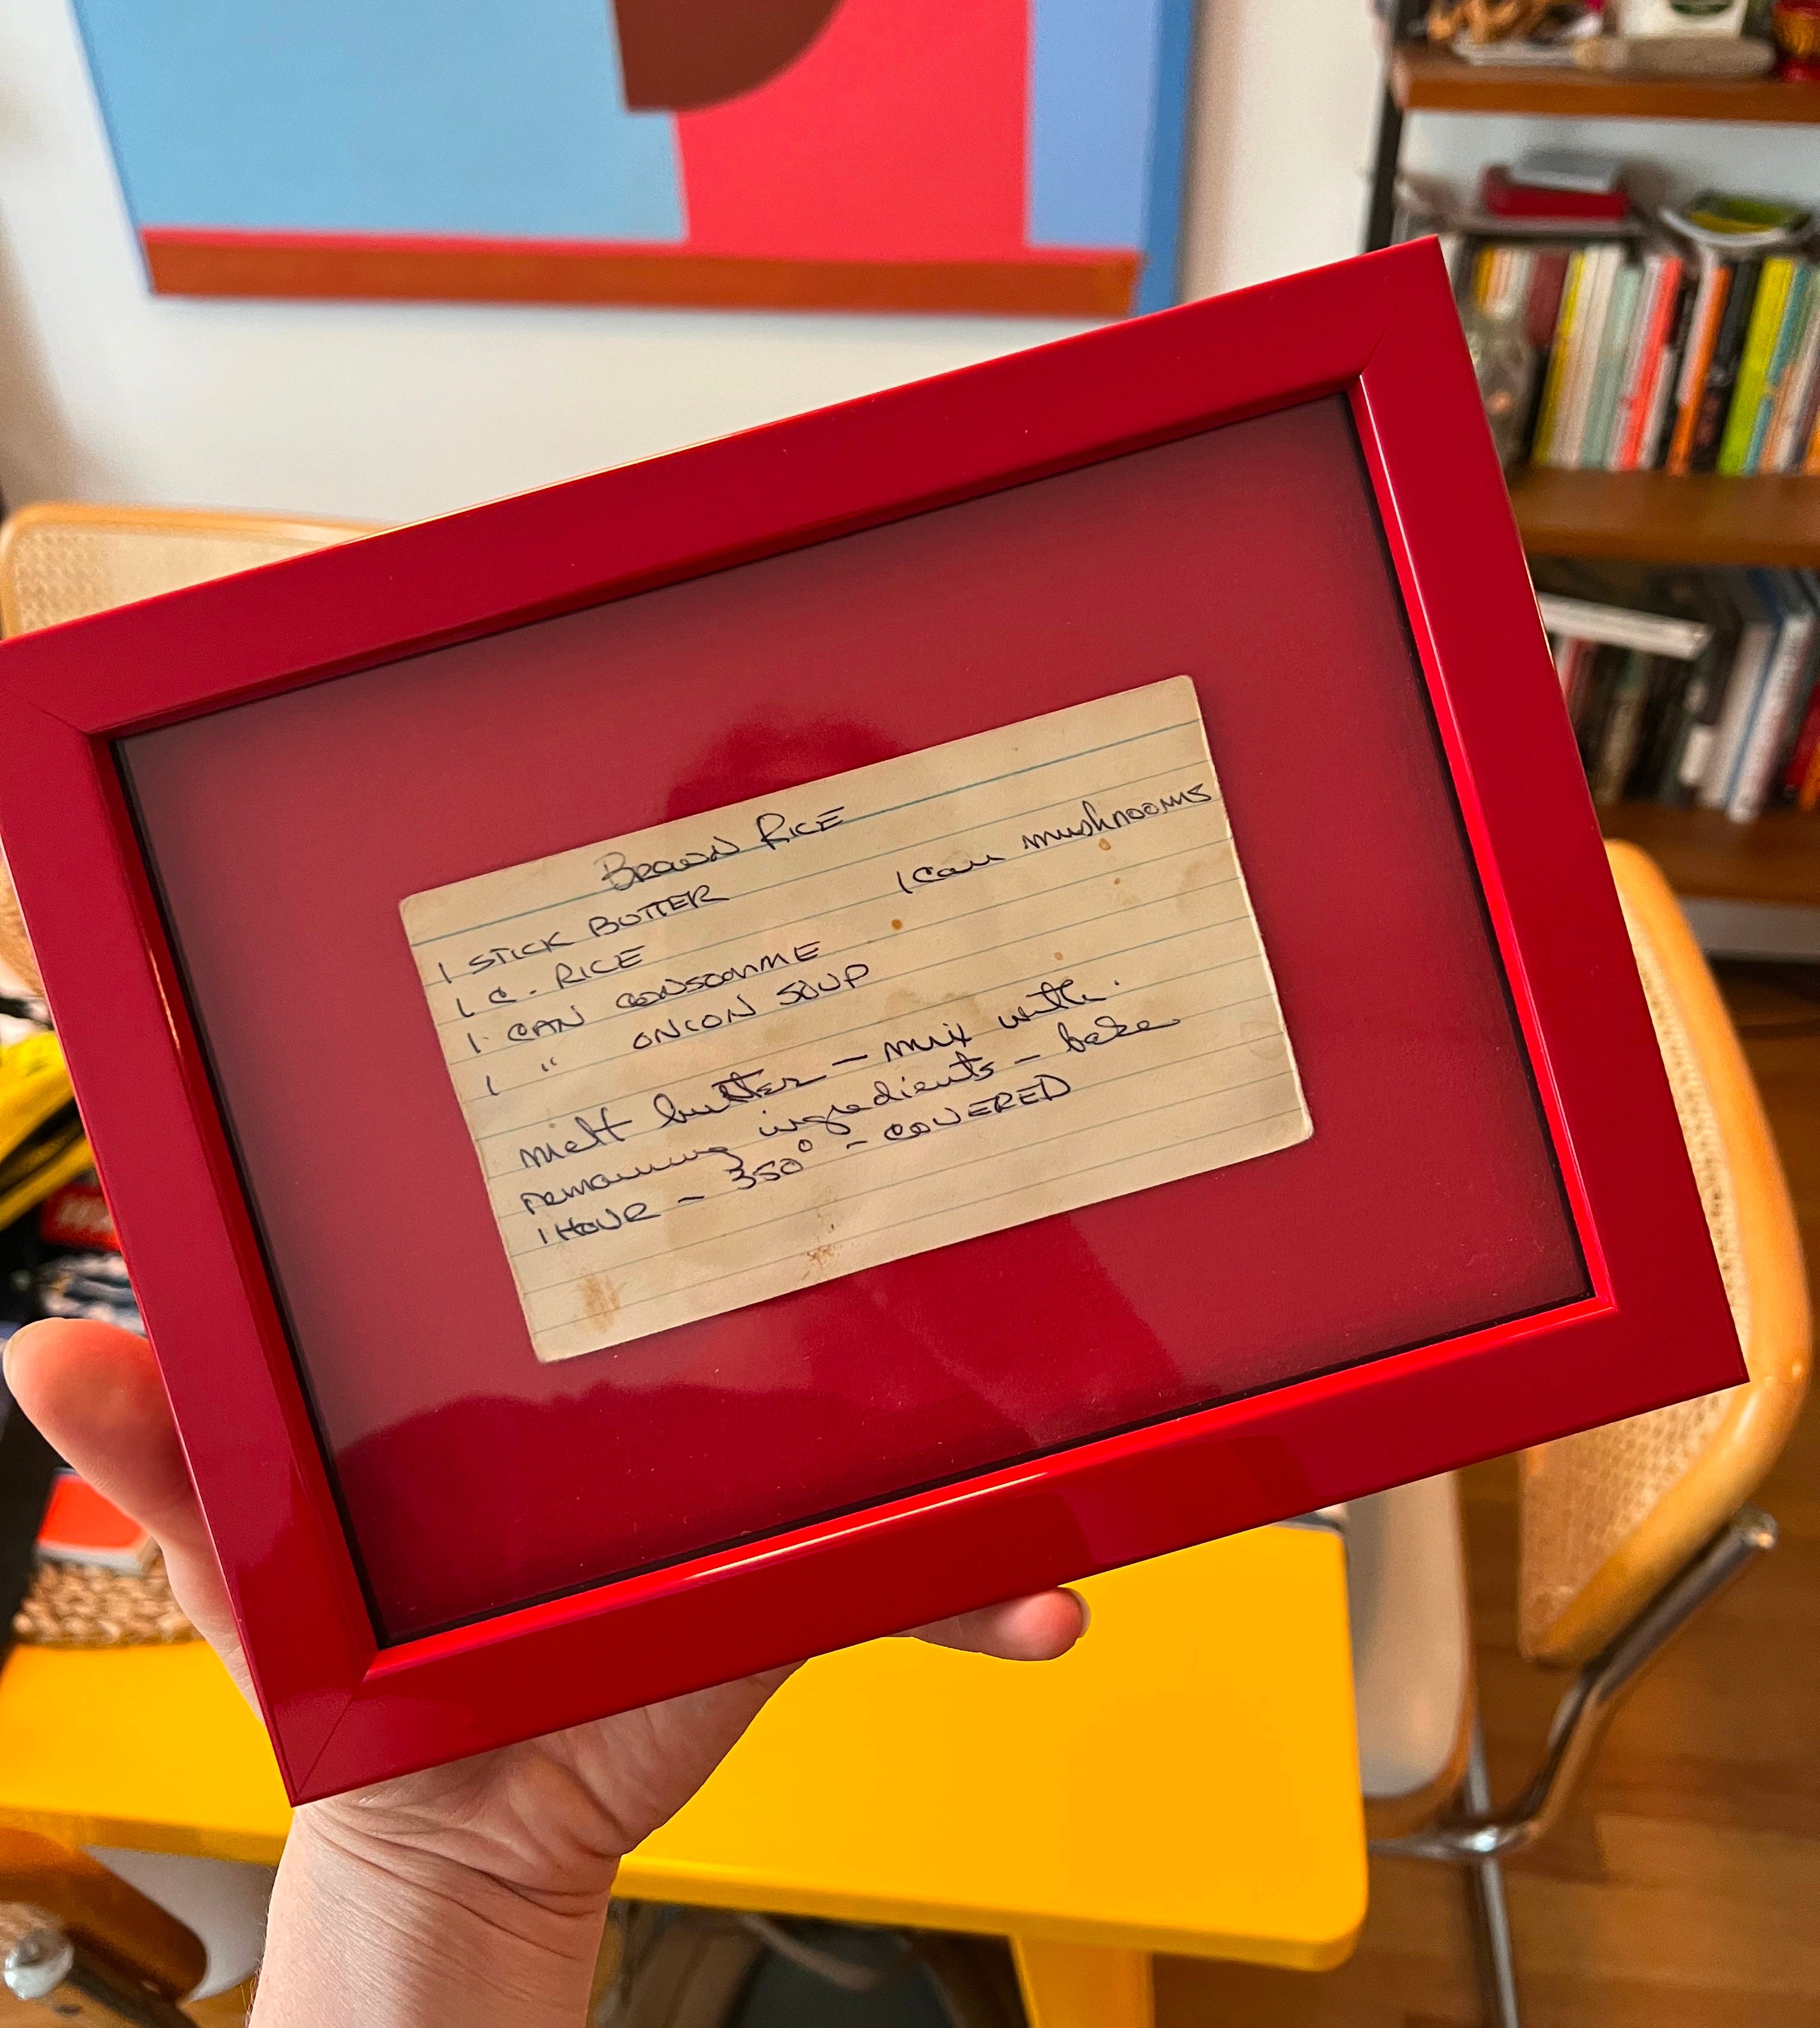 BROWN RICE
1 STICK BUTTER 1 Can mushrooms
1 C. RICE
1 CAN CONSOMME
1 " ONION SOUP
melt butter – mix with
remaining ingredients – bake
1 HOUR – 350° – COVERED